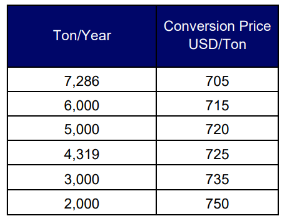 Ton/Year
Conversion Price
USD/Ton
7,286 705
6,000 715
5,000 720
4,319 725
3,000 735
2,000 750